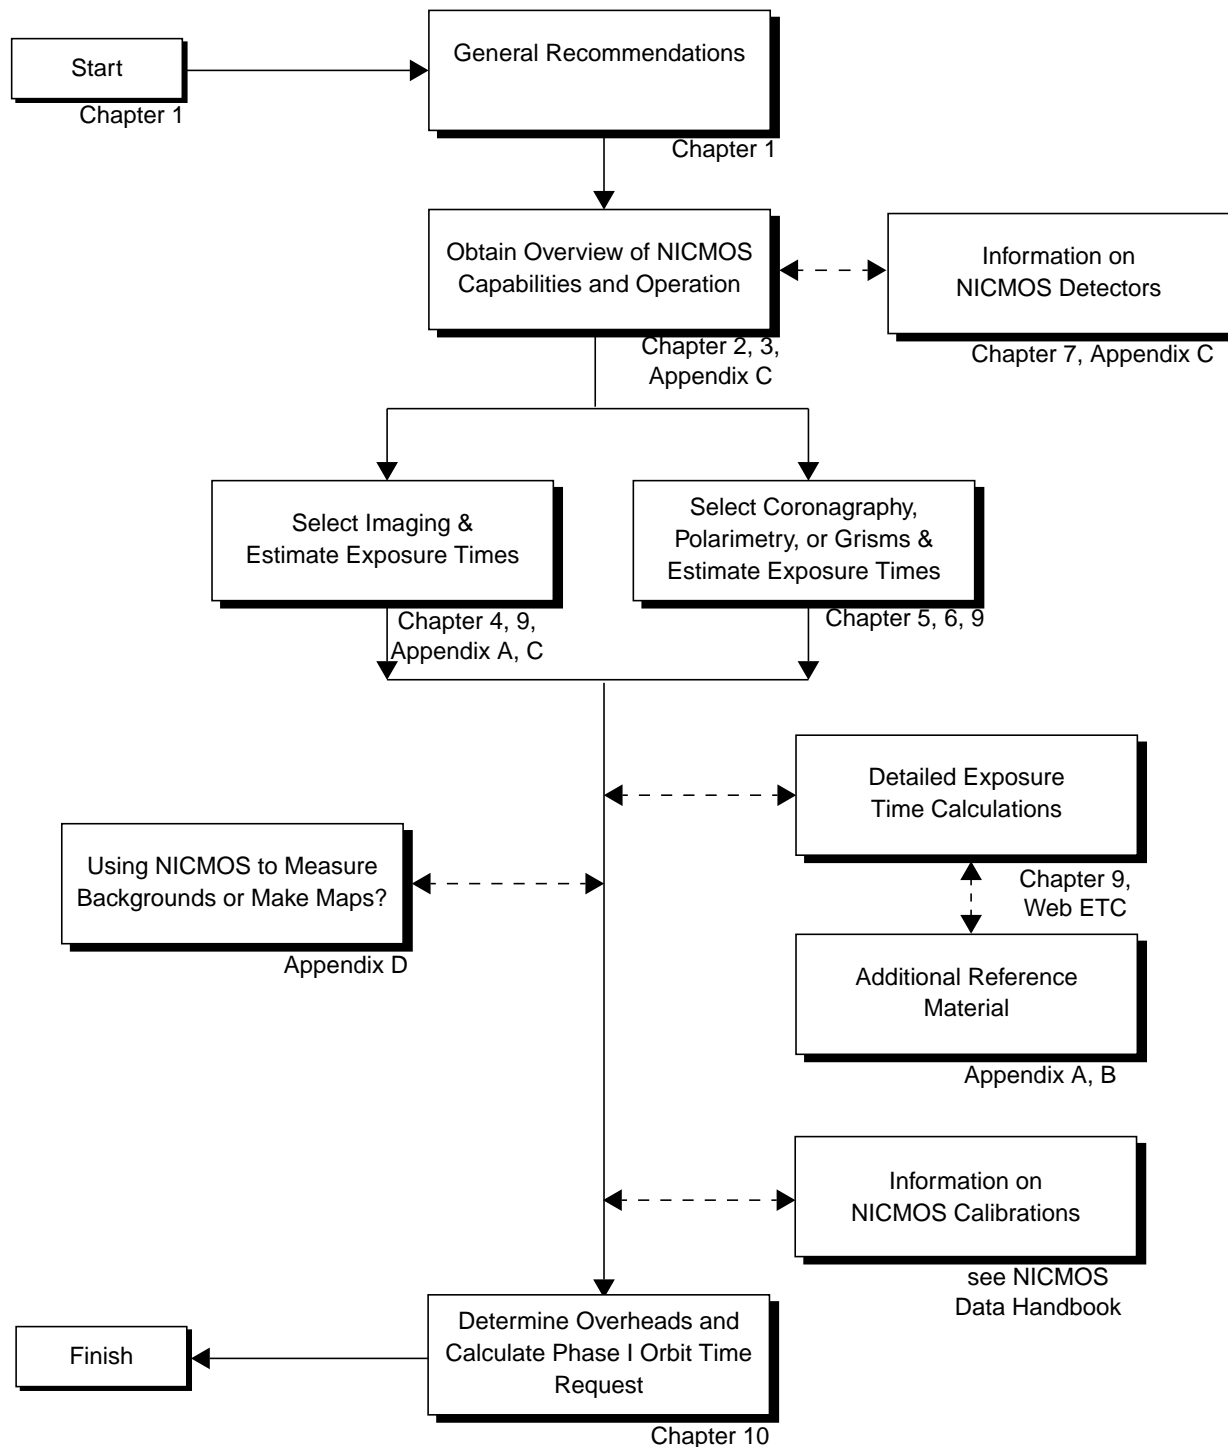 Start
Chapter 1
General Recommendations
Chapter 1
Obtain Overview of NICMOS
Capabilities and Operation
Chapter 2, 3,
Appendix C
Information on
NICMOS Detectors
Chapter 7, Appendix C
Select Imaging &
Estimate Exposure Times
Chapter 4, 9,
Appendix A, C
Select Coronagraphy,
Polarimetry, or Grisms &
Estimate Exposure Times
Chapter 5, 6, 9
Detailed Exposure
Time Calculations
Chapter 9,
Web ETC
Using NICMOS to Measure
Backgrounds or Make Maps?
Appendix D
Additional Reference
Material
Appendix A, B
Information on
NICMOS Calibrations
see NICMOS
Data Handbook
Determine Overheads and
Calculate Phase I Orbit Time
Request
Chapter 10
Finish